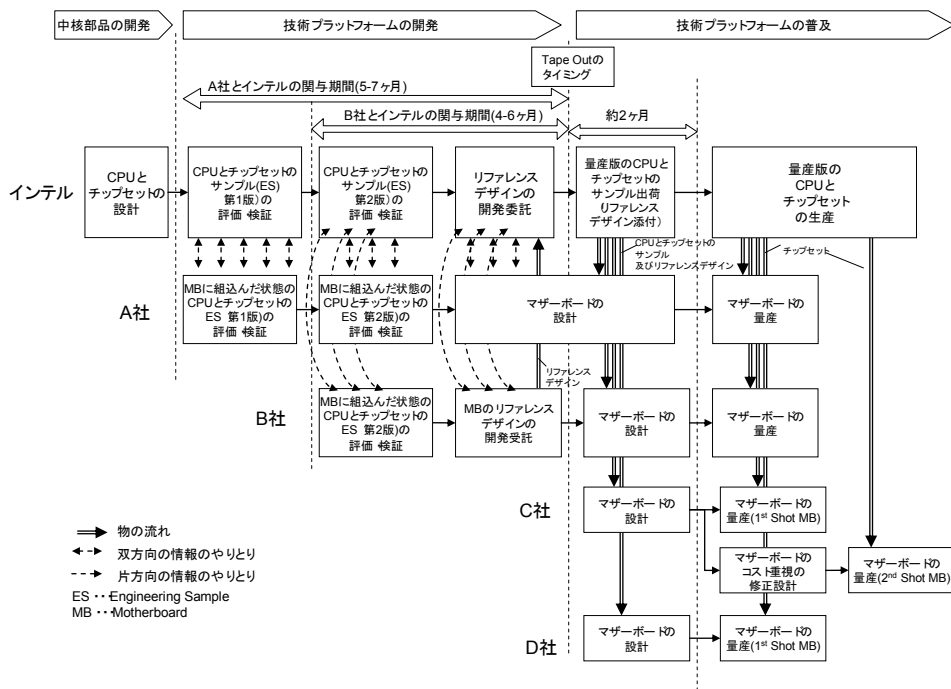 中核部品の開発
技術プラットフォームの開発
技術プラットフォームの普及
Tape Outの
タイミング
A社とインテルの関与期間(5-7ヶ月)
B社とインテルの関与期間(4-6ヶ月)
約2ヶ月
インテル
CPUと
チップセットの
設計
CPUとチップセットの
サンプル(ES)
第1版）の
評価・検証
CPUとチップセットの
サンプル(ES)
第2版）の
評価・検証
リファレンス
デザインの
開発委託
量産版のCPUと
チップセットの
サンプル出荷
リファレンス
デザイン添付）
量産版の
CPUと
チップセット
の生産
CPUとチップセットの
サンプル
及びリファレンスデザイン
チップセット
A社
MBに組込んだ状態の
CPUとチップセットの
ES 第1版)の
評価・検証
MBに組込んだ状態の
CPUとチップセットの
ES 第2版)の
評価・検証
マザーボードの
設計
マザーボードの
量産
リファレンス
デザイン
B社
MBに組込んだ状態の
CPUとチップセットの
ES 第2版)の
評価・検証
MBのリファレンス
デザインの
開発受託
マザーボードの
設計
マザーボードの
量産
C社
マザーボードの
設計
マザーボードの
量産(1st Shot MB)
マザーボードの
コスト重視の
修正設計
マザーボードの
量産(2nd Shot MB)
D社
マザーボードの
設計
マザーボードの
量産(1st Shot MB)
物の流れ
双方向の情報のやりとり
片方向の情報のやりとり
ES ・・・Engineering Sample
MB ・・・Motherboard